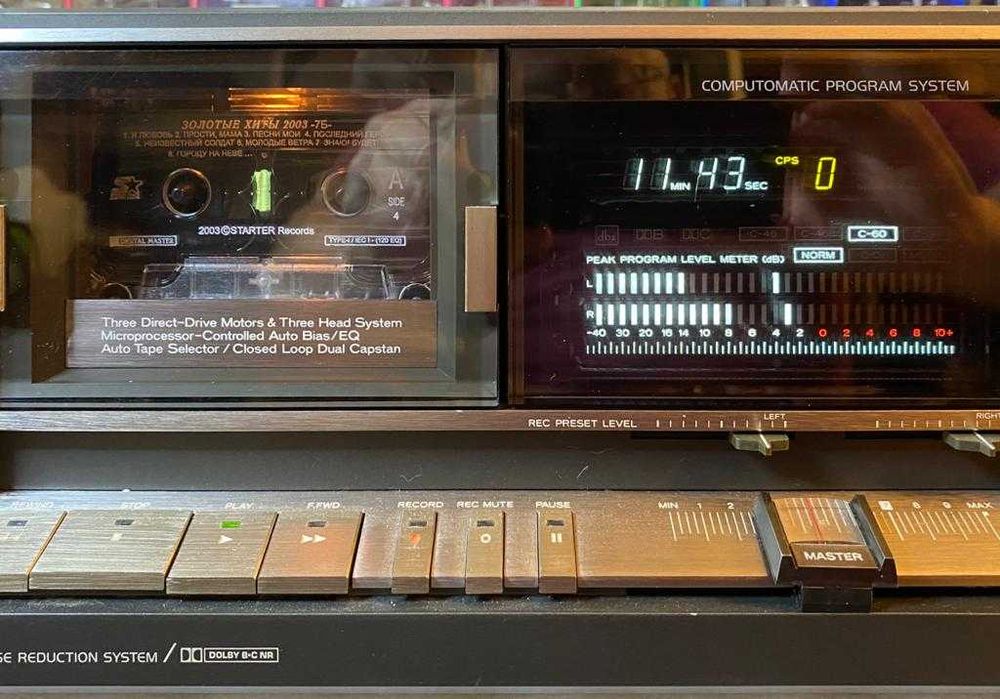 COMPUTOMATIC PROGRAM SYSTEM
ЗОЛОТЫЕ ХИТЫ 2003 -75-
1. Я ЛЮБОВЬ 2. ПРОСТИ, МАМА 3. ПЕСНИ МОИ 4. ПОСЛЕДНИЙ
5. НЕИЗВЕСТНЫЙ СОЛДАТ 6. МОЛОДЫЕ ВЕТРА 7. ЗНАЮ БУДЕТ
8. ГОРОДУ НА НЕВЕ ...
A
SIDE
4
2003©STARTER Records
DIGITAL MASTER
TYPE-I / IEC I • (120 EQ)
Three Direct-Drive Motors & Three Head System
Microprocessor-Controlled Auto Bias/EQ
Auto Tape Selector / Closed Loop Dual Capstan
11 MIN 43 SEC CPS 0
dbx B C C-60
PEAK PROGRAM LEVEL METER (dB) NORM
L
R
-40 30 20 16 14 10 8 6 4 2 0 2 4 6 8 10+
REC PRESET LEVEL LEFT RIGHT
REWIND STOP PLAY F.FWD RECORD REC MUTE PAUSE
MIN 2 8 9 MAX
MASTER
SE REDUCTION SYSTEM / DOLBY B•C NR